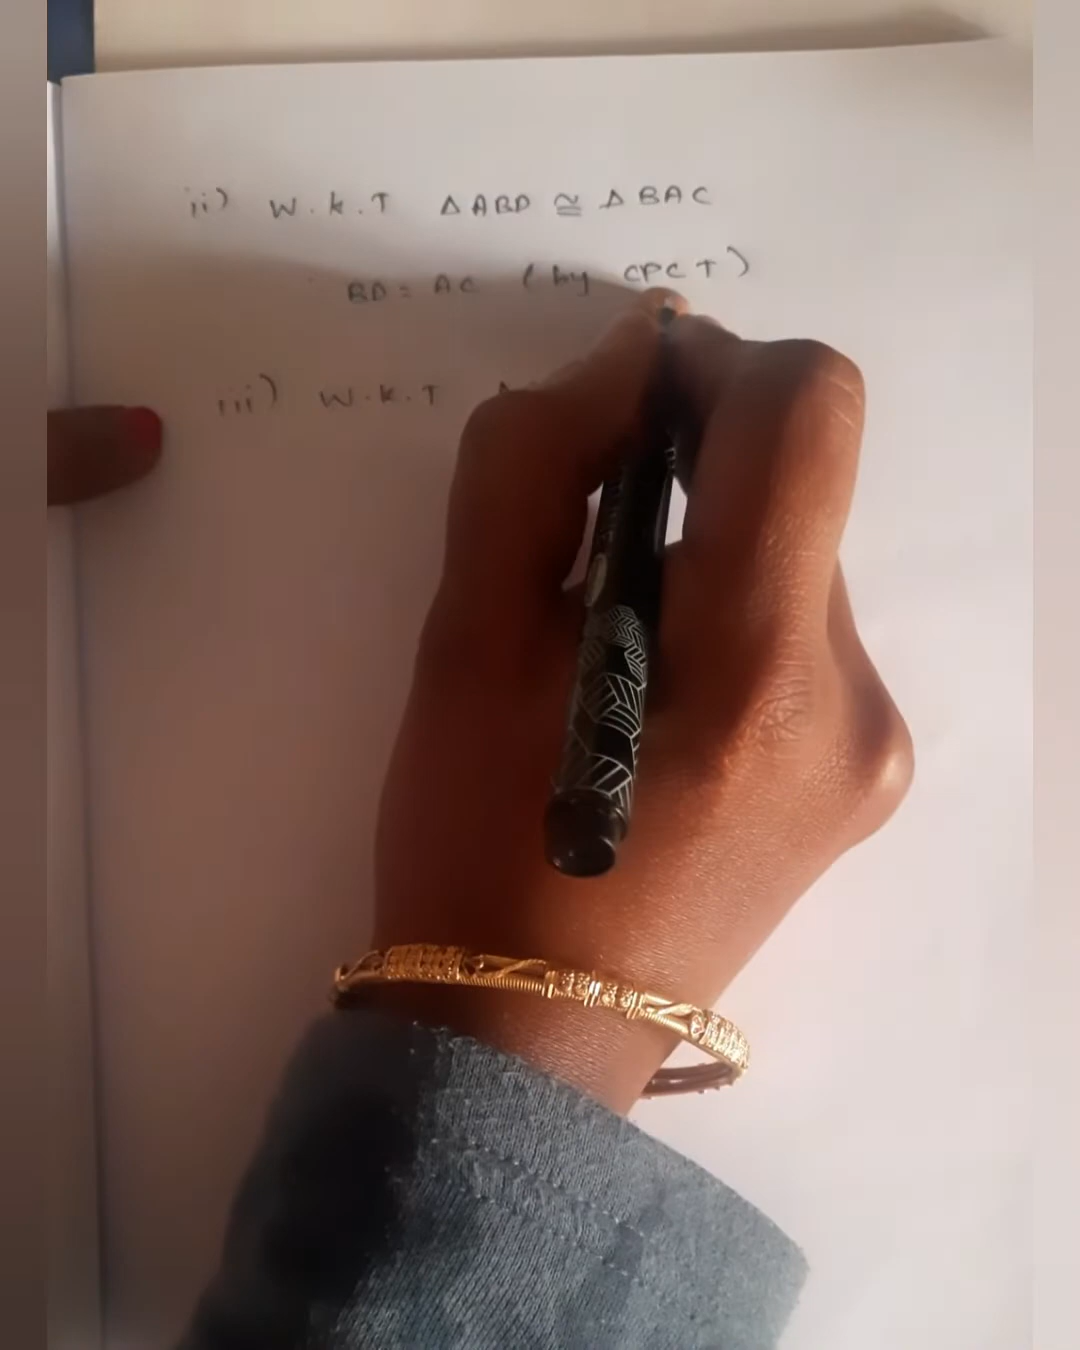 ii) W.K.T ΔABD ≅ ΔBAC
BD = AC (by CPCT)
iii) W.K.T